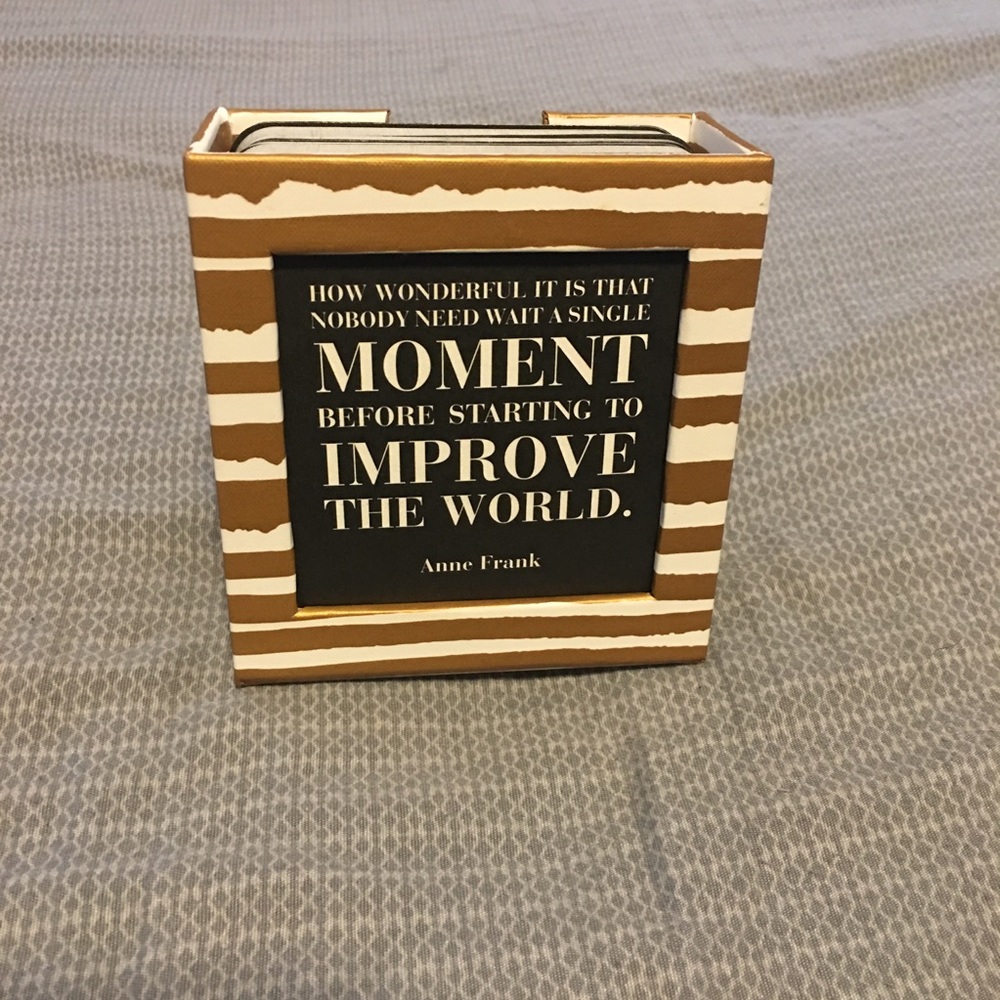 HOW WONDERFUL IT IS THAT
NOBODY NEED WAIT A SINGLE
MOMENT
BEFORE STARTING TO
IMPROVE
THE WORLD.
Anne Frank